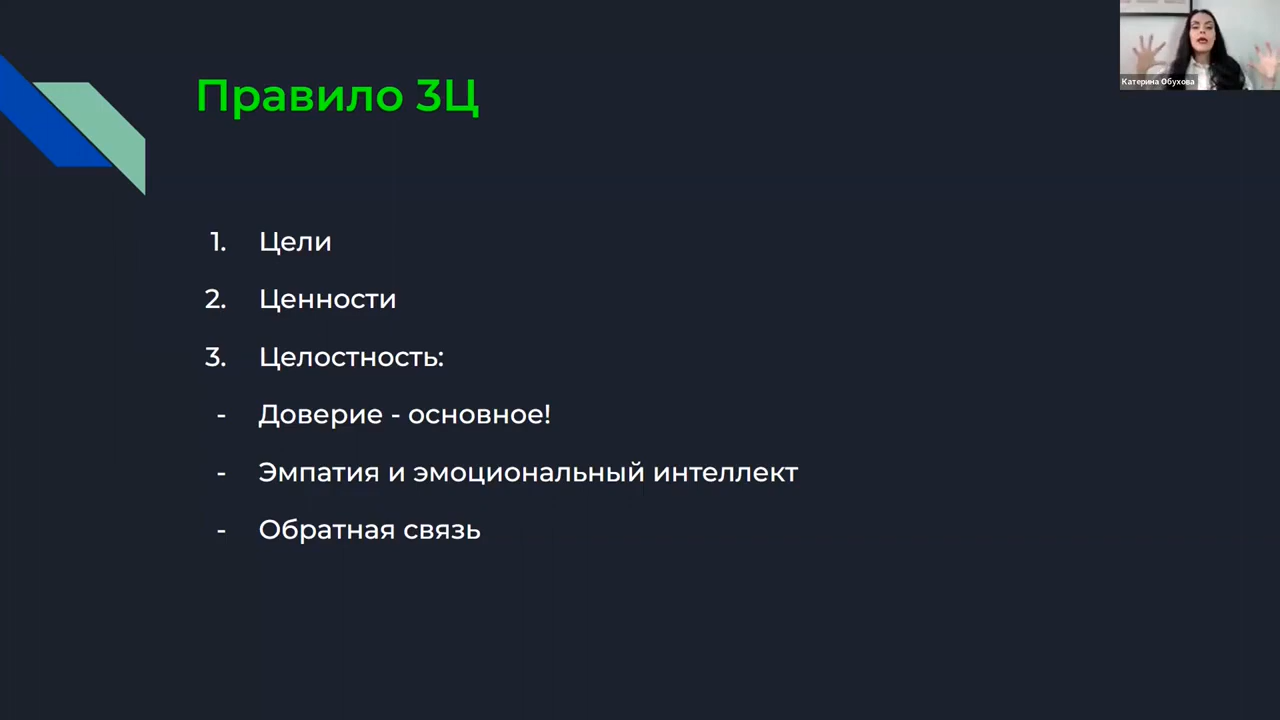 Правило 3Ц
Катерина Обухова
1. Цели
2. Ценности
3. Целостность:
- Доверие - основное!
- Эмпатия и эмоциональный интеллект
- Обратная связь